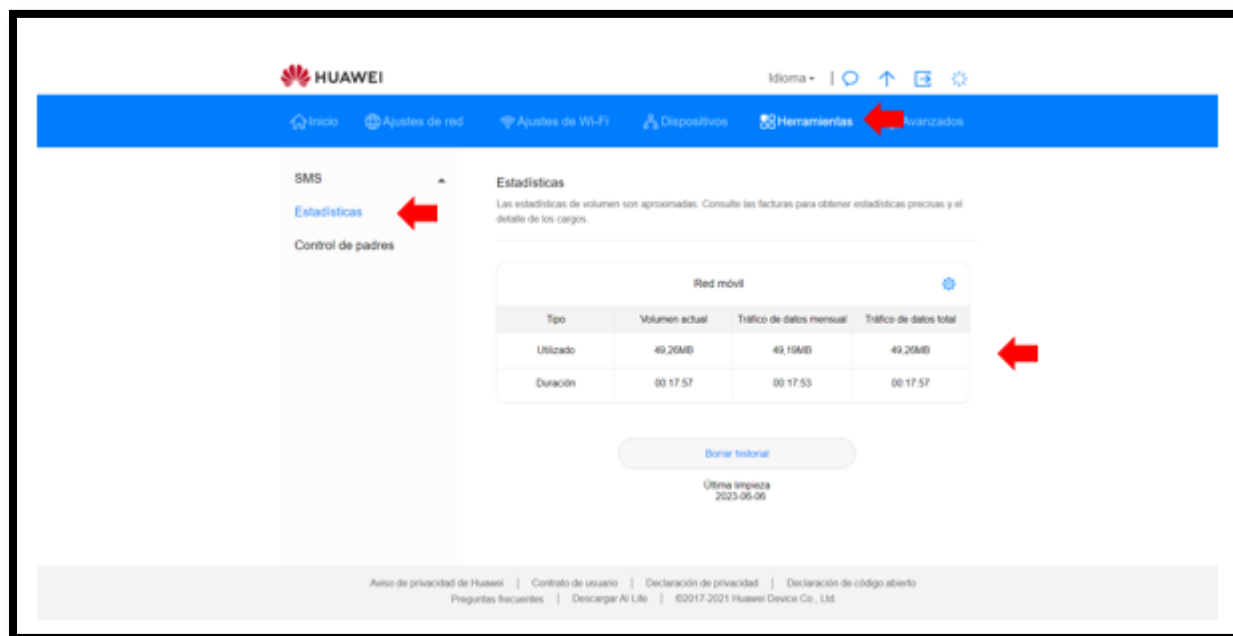 HUAWEI
Idioma
Inicio Ajustes de red Ajustes de Wi-Fi Dispositivos Herramientas Avanzados
SMS
Estadísticas
Control de padres
Estadísticas
Las estadísticas de volumen son aproximadas. Consulte las facturas para obtener estadísticas precisas y el
detalle de los cargos.
Red móvil
Tipo Volumen actual Tráfico de datos mensual Tráfico de datos total
Utilizado 49,26MB 49,19MB 49,26MB
Duración 00:17:57 00:17:53 00:17:57
Borrar historial
Última limpieza
2023-06-06
Aviso de privacidad de Huawei | Contrato de usuario | Declaración de privacidad | Declaración de código abierto
Preguntas frecuentes | Descargar AI Life | ©2017-2021 Huawei Device Co., Ltd.